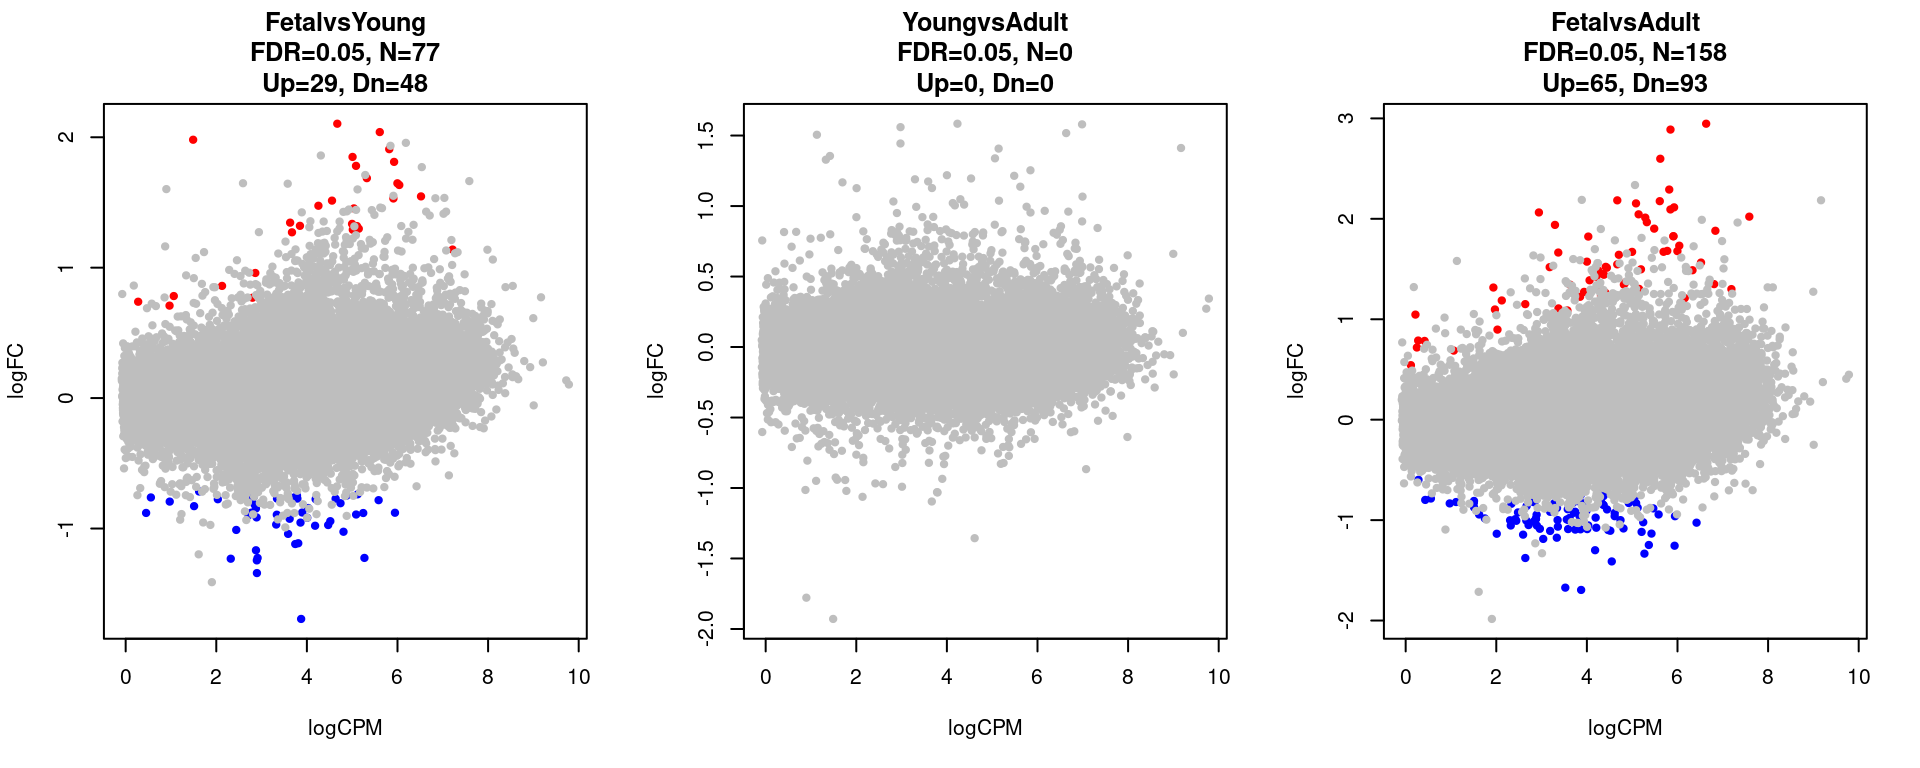 FetalvsYoung
FDR=0.05, N=77
Up=29, Dn=48
logFC
2
1
0
-1
0 2 4 6 8 10
logCPM
YoungvsAdult
FDR=0.05, N=0
Up=0, Dn=0
logFC
1.5
1.0
0.5
0.0
-0.5
-1.0
-1.5
-2.0
0 2 4 6 8 10
logCPM
FetalvsAdult
FDR=0.05, N=158
Up=65, Dn=93
logFC
3
2
1
0
-1
-2
0 2 4 6 8 10
logCPM